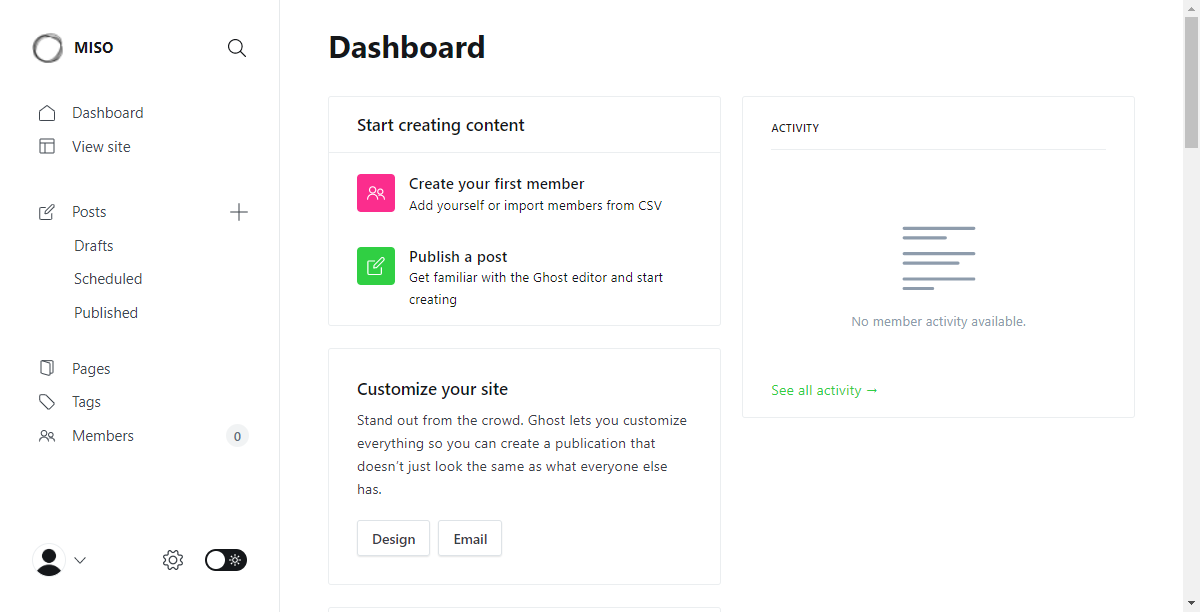 MISO
Dashboard
View site
Posts
Drafts
Scheduled
Published
Pages
Tags
Members
0
Dashboard
Start creating content
Create your first member
Add yourself or import members from CSV
Publish a post
Get familiar with the Ghost editor and start
creating
Customize your site
Stand out from the crowd. Ghost lets you customize
everything so you can create a publication that
doesn’t just look the same as what everyone else
has.
Design
Email
ACTIVITY
No member activity available.
See all activity →